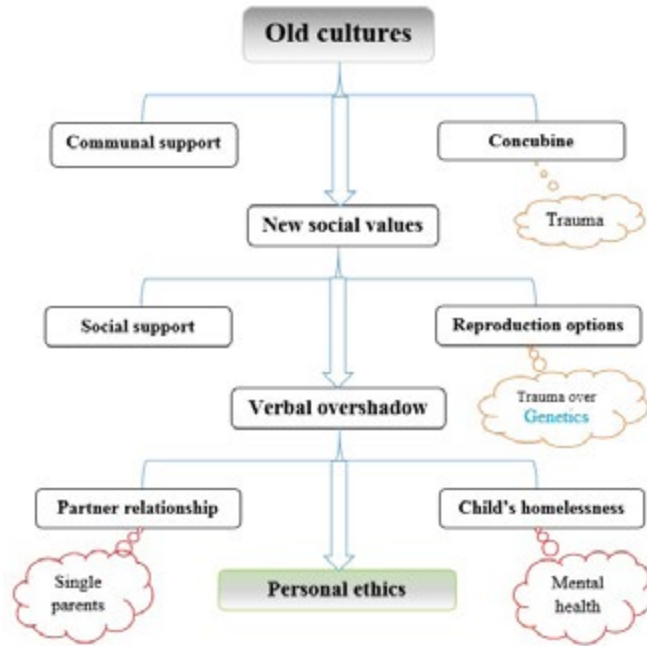 Old cultures
Communal support
Concubine
Trauma
New social values
Social support
Reproduction options
Trauma over
Genetics
Verbal overshadow
Partner relationship
Child's homelessness
Single
parents
Personal ethics
Mental
health